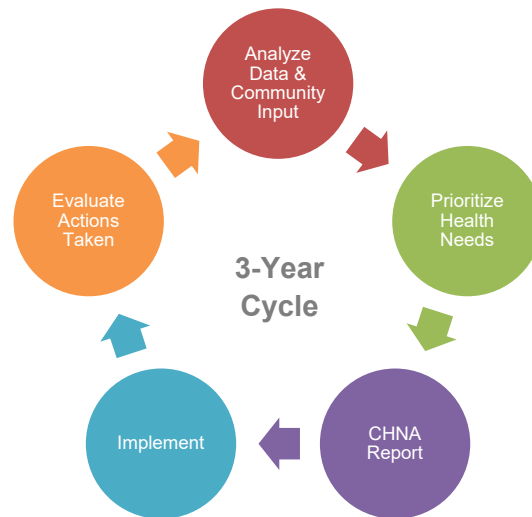 Analyze
Data &
Community
Input
Prioritize
Health
Needs
CHNA
Report
Implement
Evaluate
Actions
Taken
3-Year
Cycle